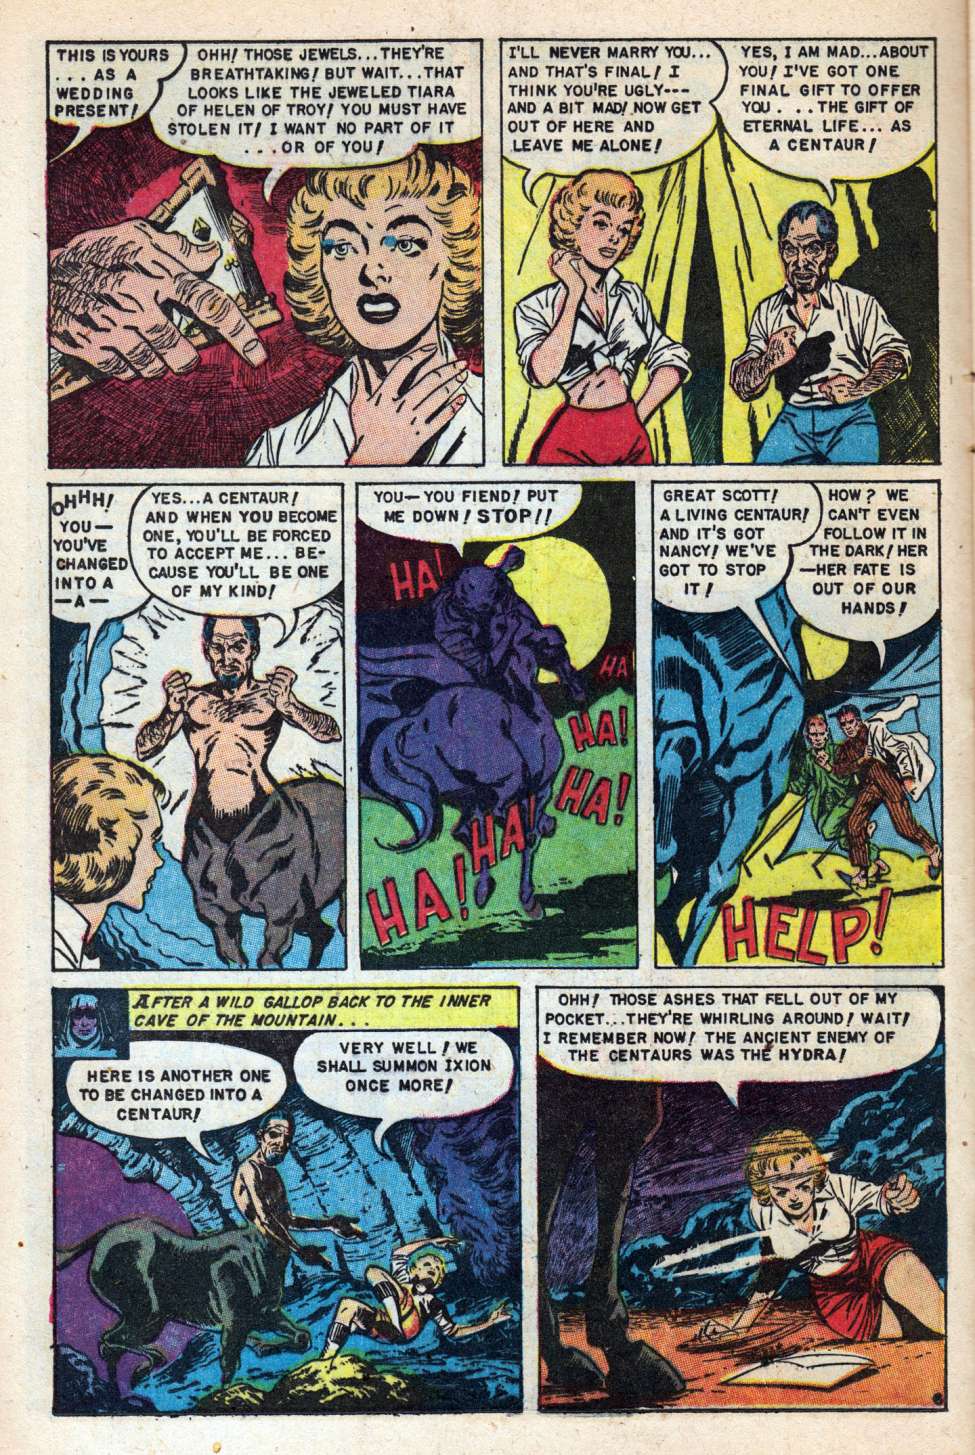 THIS IS YOURS
. . . AS A
WEDDING
PRESENT!
OHH! THOSE JEWELS...THEY'RE
BREATHTAKING! BUT WAIT...THAT
LOOKS LIKE THE JEWELED TIARA
OF HELEN OF TROY! YOU MUST HAVE
STOLEN IT! I WANT NO PART OF IT
...OR OF YOU!
I'LL NEVER MARRY YOU...
AND THAT'S FINAL! I
THINK YOU'RE UGLY---
AND A BIT MAD! NOW GET
OUT OF HERE AND
LEAVE ME ALONE!
YES, I AM MAD...ABOUT
YOU! I'VE GOT ONE
FINAL GIFT TO OFFER
YOU . . . THE GIFT OF
ETERNAL LIFE... AS
A CENTAUR!
OHHH!
YOU—
YOU'VE
CHANGED
INTO A
—A—
YES...A CENTAUR!
AND WHEN YOU BECOME
ONE, YOU'LL BE FORCED
TO ACCEPT ME... BE-
CAUSE YOU'LL BE ONE
OF MY KIND!
YOU—YOU FIEND! PUT
ME DOWN! STOP!!
HA!
HA!
HA!
HA!
HA!
HA!
GREAT SCOTT!
A LIVING CENTAUR!
AND IT'S GOT
NANCY! WE'VE
GOT TO STOP
IT!
HOW? WE
CAN'T EVEN
FOLLOW IT IN
THE DARK! HER
—HER FATE IS
OUT OF OUR
HANDS!
HELP!
AFTER A WILD GALLOP BACK TO THE INNER
CAVE OF THE MOUNTAIN...
HERE IS ANOTHER ONE
TO BE CHANGED INTO A
CENTAUR!
VERY WELL! WE
SHALL SUMMON IXION
ONCE MORE!
OHH! THOSE ASHES THAT FELL OUT OF MY
POCKET...THEY'RE WHIRLING AROUND! WAIT!
I REMEMBER NOW! THE ANCIENT ENEMY OF
THE CENTAURS WAS THE HYDRA!